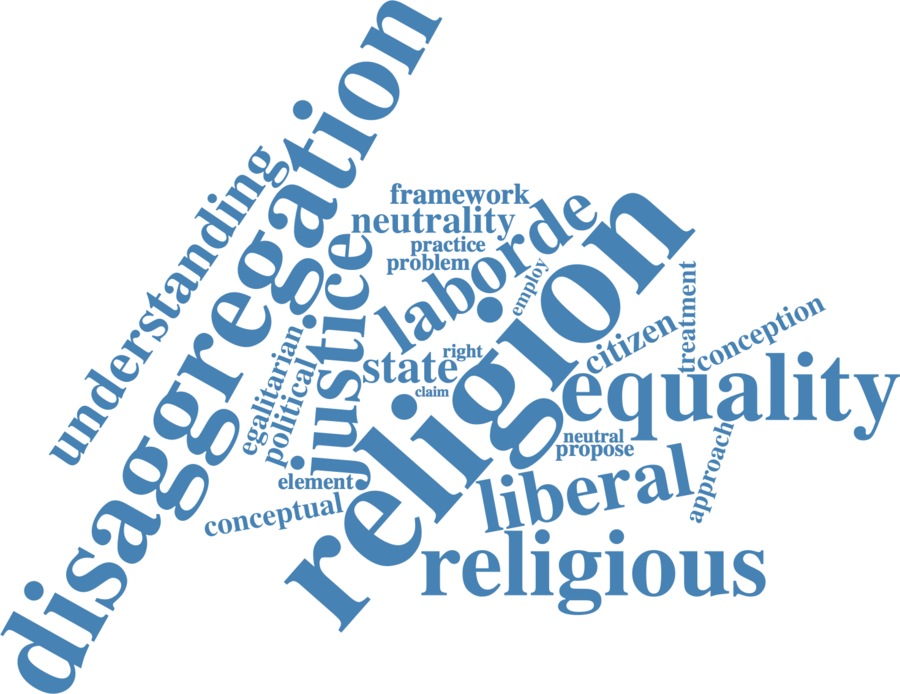 disaggregation
understanding
framework
neutrality
practice
problem
laborde
employ
religion
justice
egalitarian
political
state
right
claim
citizen
treatment
conception
equality
neutral
propose
approach
element
conceptual
liberal
religious